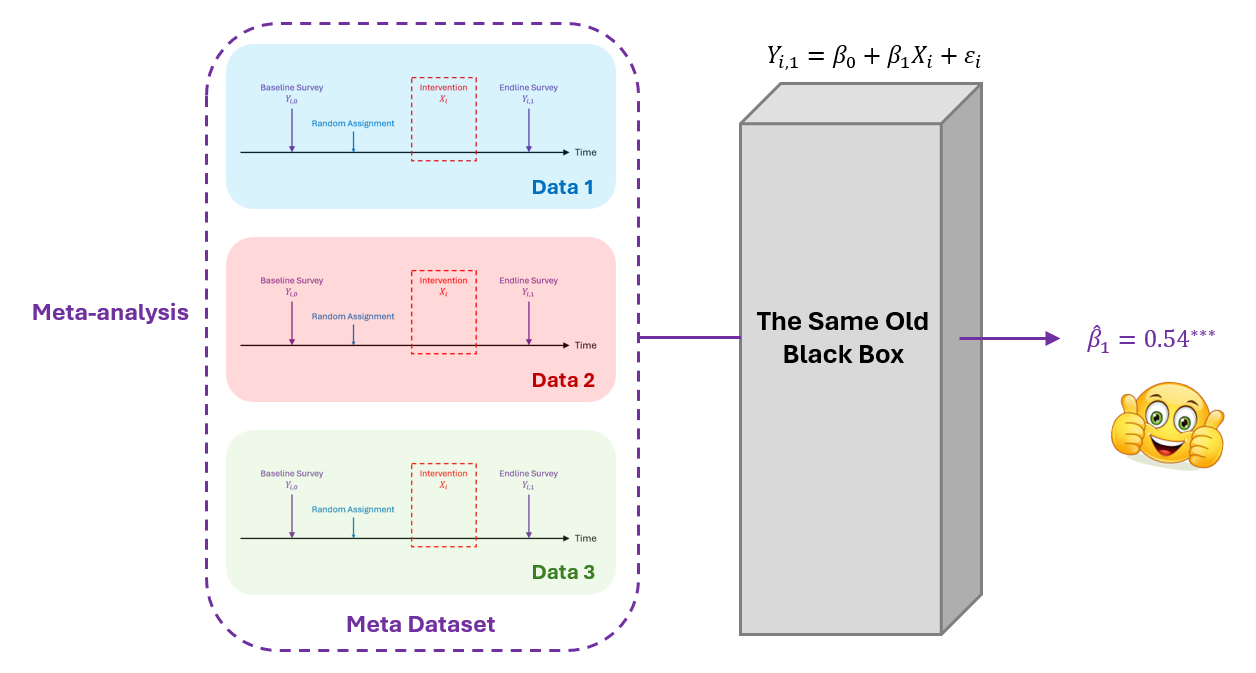 Y_{i,1} = β_0 + β_1X_i + ε_i
Baseline Survey
Y_{i,0}
Random Assignment
Intervention
X_i
Endline Survey
Y_{i,1}
Time
Data 1
Baseline Survey
Y_{i,0}
Random Assignment
Intervention
X_i
Endline Survey
Y_{i,1}
Time
Data 2
Baseline Survey
Y_{i,0}
Random Assignment
Intervention
X_i
Endline Survey
Y_{i,1}
Time
Data 3
Meta-analysis
Meta Dataset
The Same Old
Black Box
β̂_1 = 0.54***